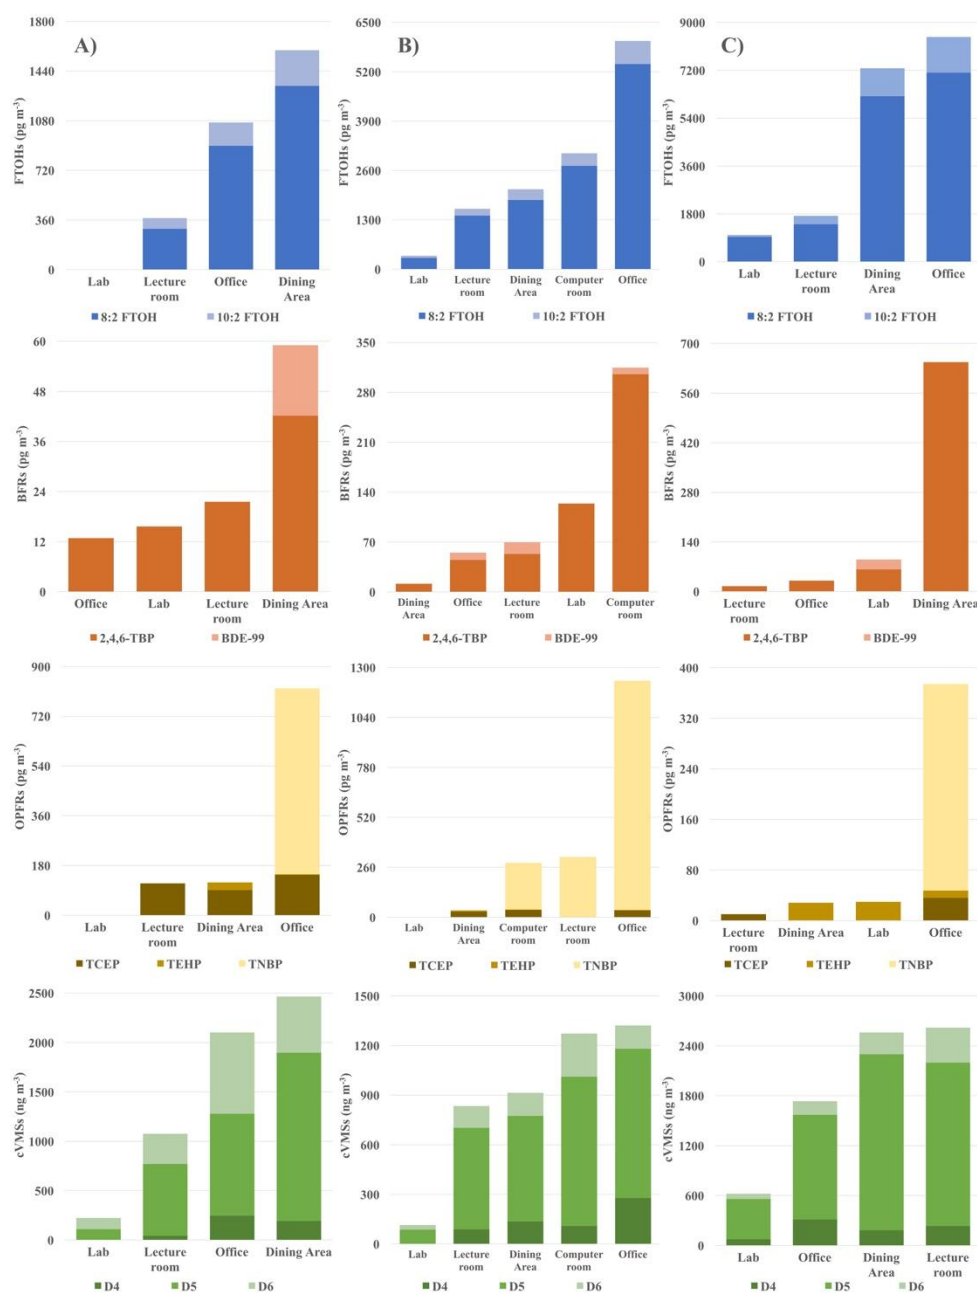 A)
FTOHs (pg m⁻³)
1800
1440
1080
720
360
0
Lab
Lecture room
Office
Dining Area
8:2 FTOH
10:2 FTOH
B)
FTOHs (pg m⁻³)
6500
5200
3900
2600
1300
0
Lab
Lecture room
Dining Area
Computer room
Office
8:2 FTOH
10:2 FTOH
C)
FTOHs (pg m⁻³)
9000
7200
5400
3600
1800
0
Lab
Lecture room
Dining Area
Office
8:2 FTOH
10:2 FTOH
BFRs (pg m⁻³)
60
48
36
24
12
0
Office
Lab
Lecture room
Dining Area
2,4,6-TBP
BDE-99
BFRs (pg m⁻³)
350
280
210
140
70
0
Dining Area
Office
Lecture room
Lab
Computer room
2,4,6-TBP
BDE-99
BFRs (pg m⁻³)
700
560
420
280
140
0
Lecture room
Office
Lab
Dining Area
2,4,6-TBP
BDE-99
OPFRs (pg m⁻³)
900
720
540
360
180
0
Lab
Lecture room
Dining Area
Office
TCEP
TEHP
TNBP
OPFRs (pg m⁻³)
1300
1040
780
520
260
0
Lab
Dining Area
Computer room
Lecture room
Office
TCEP
TEHP
TNBP
OPFRs (pg m⁻³)
400
320
240
160
80
0
Lecture room
Dining Area
Lab
Office
TCEP
TEHP
TNBP
cVMSs (ng m⁻³)
2500
2000
1500
1000
500
0
Lab
Lecture room
Office
Dining Area
D4
D5
D6
cVMSs (ng m⁻³)
1500
1200
900
600
300
0
Lab
Lecture room
Dining Area
Computer room
Office
D4
D5
D6
cVMSs (ng m⁻³)
3000
2400
1800
1200
600
0
Lab
Office
Dining Area
Lecture room
D4
D5
D6